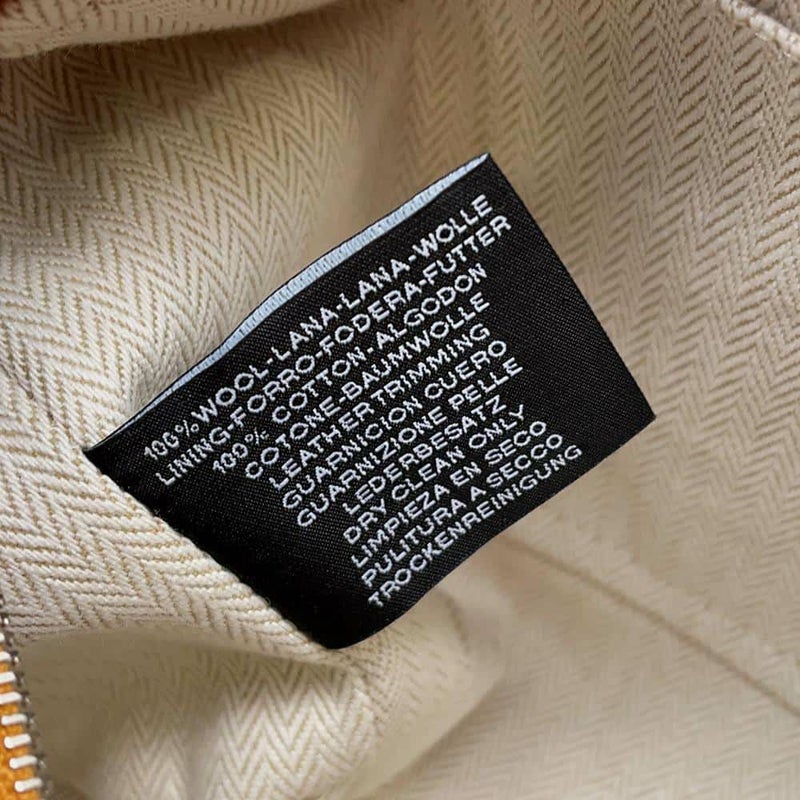 100% WOOL-LANA-LANA-WOLLE
LINING-FORRO-FODERA-FUTTER
100% COTTON-ALGODON
COTONE-BAUMWOLLE
LEATHER TRIMMING
GUARNICION CUERO
GUARNIZIONE PELLE
LEDERBESATZ
DRY CLEAN ONLY
LIMPIEZA EN SECO
PULITURA A SECCO
TROCKENREINIGUNG